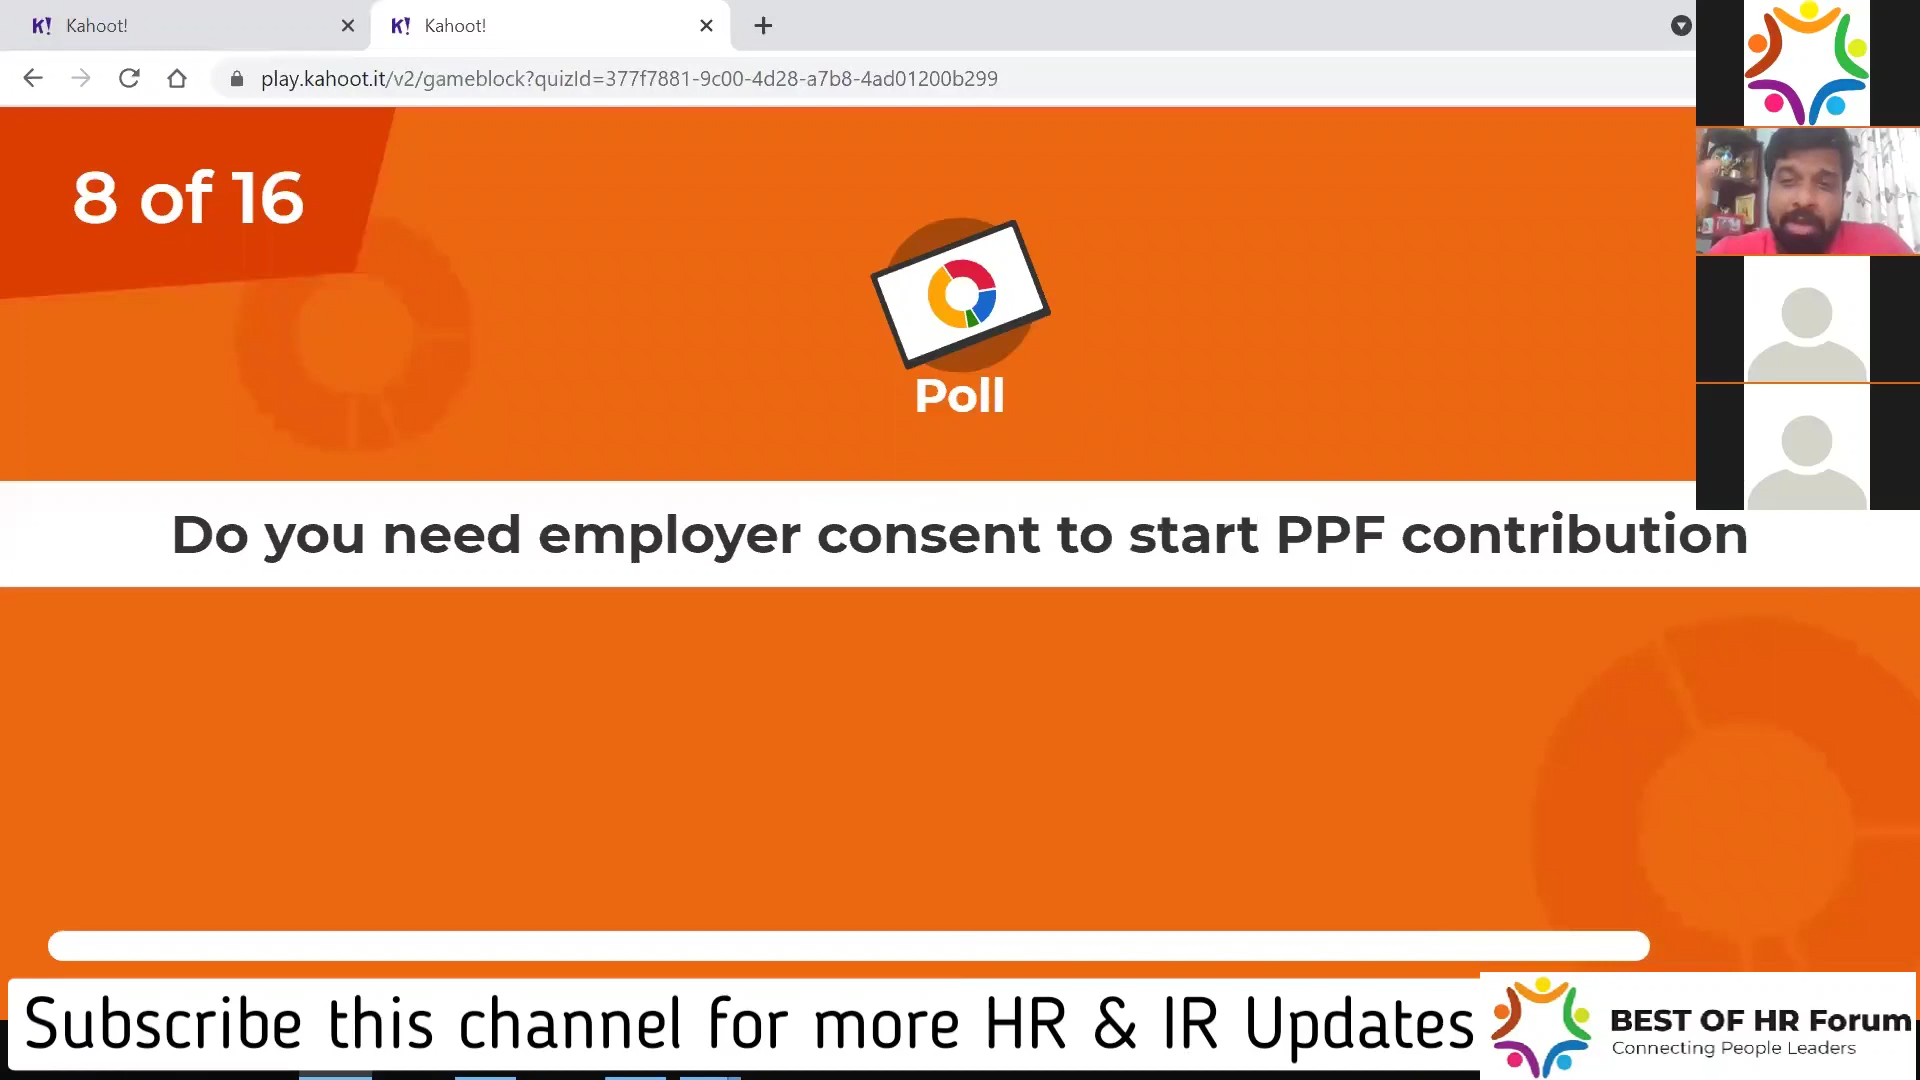 Kahoot!
Kahoot!
play.kahoot.it/v2/gameblock?quizId=377f7881-9c00-4d28-a7b8-4ad01200b299
8 of 16
Poll
Do you need employer consent to start PPF contribution
Subscribe this channel for more HR & IR Updates
BEST OF HR Forum
Connecting People Leaders